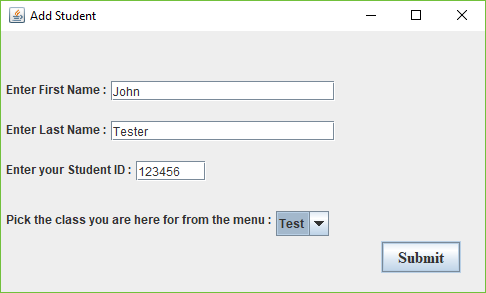 Add Student
Enter First Name : John
Enter Last Name : Tester
Enter your Student ID : 123456
Pick the class you are here for from the menu : Test
Submit